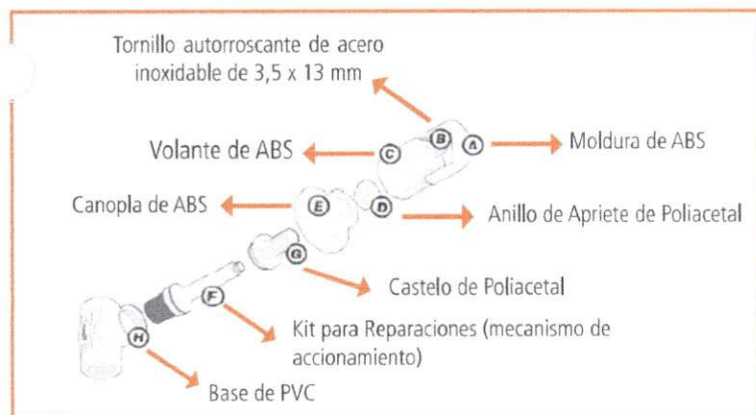 Tornillo autorroscante de acero
inoxidable de 3,5 x 13 mm
B
A
Moldura de ABS
C
Volante de ABS
Canopla de ABS
E
D
Anillo de Apriete de Poliacetal
G
Castelo de Poliacetal
F
Kit para Reparaciones (mecanismo de
accionamiento)
H
Base de PVC